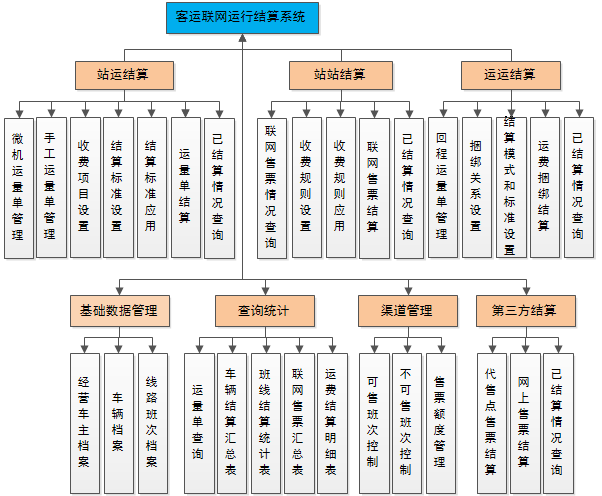 客运联网运行结算系统
站运结算
站站结算
运运结算
微机运量单管理
手工运量单管理
收费项目设置
结算标准设置
结算标准应用
运量单结算
已结算情况查询
联网售票情况查询
收费规则设置
收费规则应用
联网售票结算
已结算情况查询
回程运量单管理
捆绑关系设置
结算模式和标准设置
运费捆绑结算
已结算情况查询
基础数据管理
查询统计
渠道管理
第三方结算
经营车主档案
车辆档案
线路班次档案
运量单查询
车辆结算汇总表
班线结算统计表
联网售票汇总表
运费结算明细表
可售班次控制
不可售班次控制
售票额度管理
代售点售票结算
网上售票结算
已结算情况查询